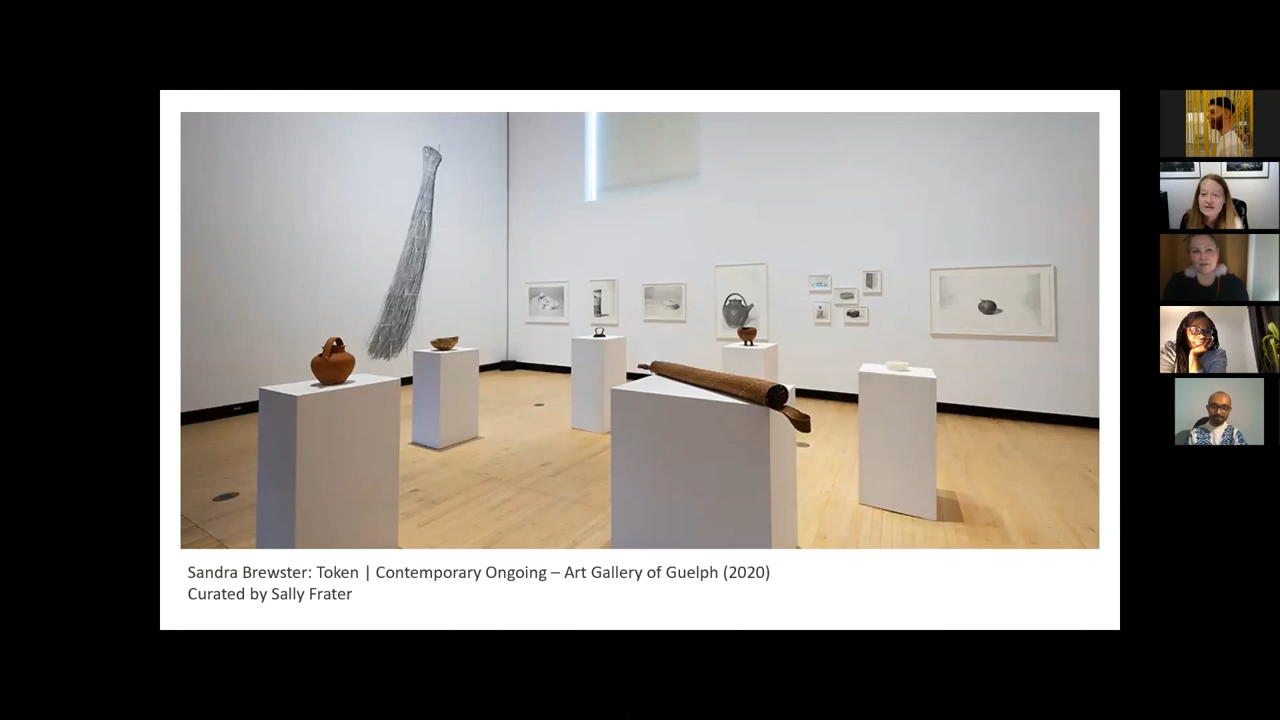 Sandra Brewster: Token | Contemporary Ongoing – Art Gallery of Guelph (2020)
Curated by Sally Frater